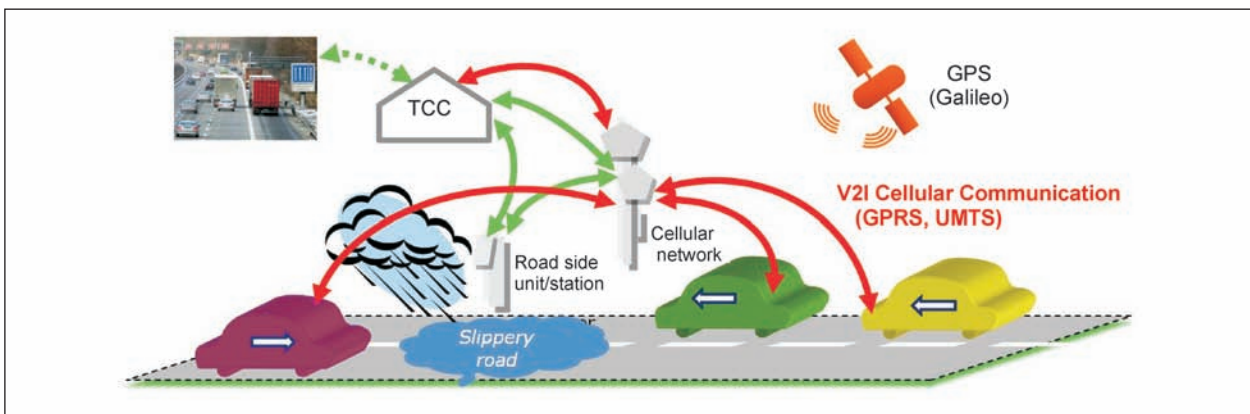 TCC
GPS
(Galileo)
V2I Cellular Communication
(GPRS, UMTS)
Cellular
network
Road side
unit/station
Slippery
road